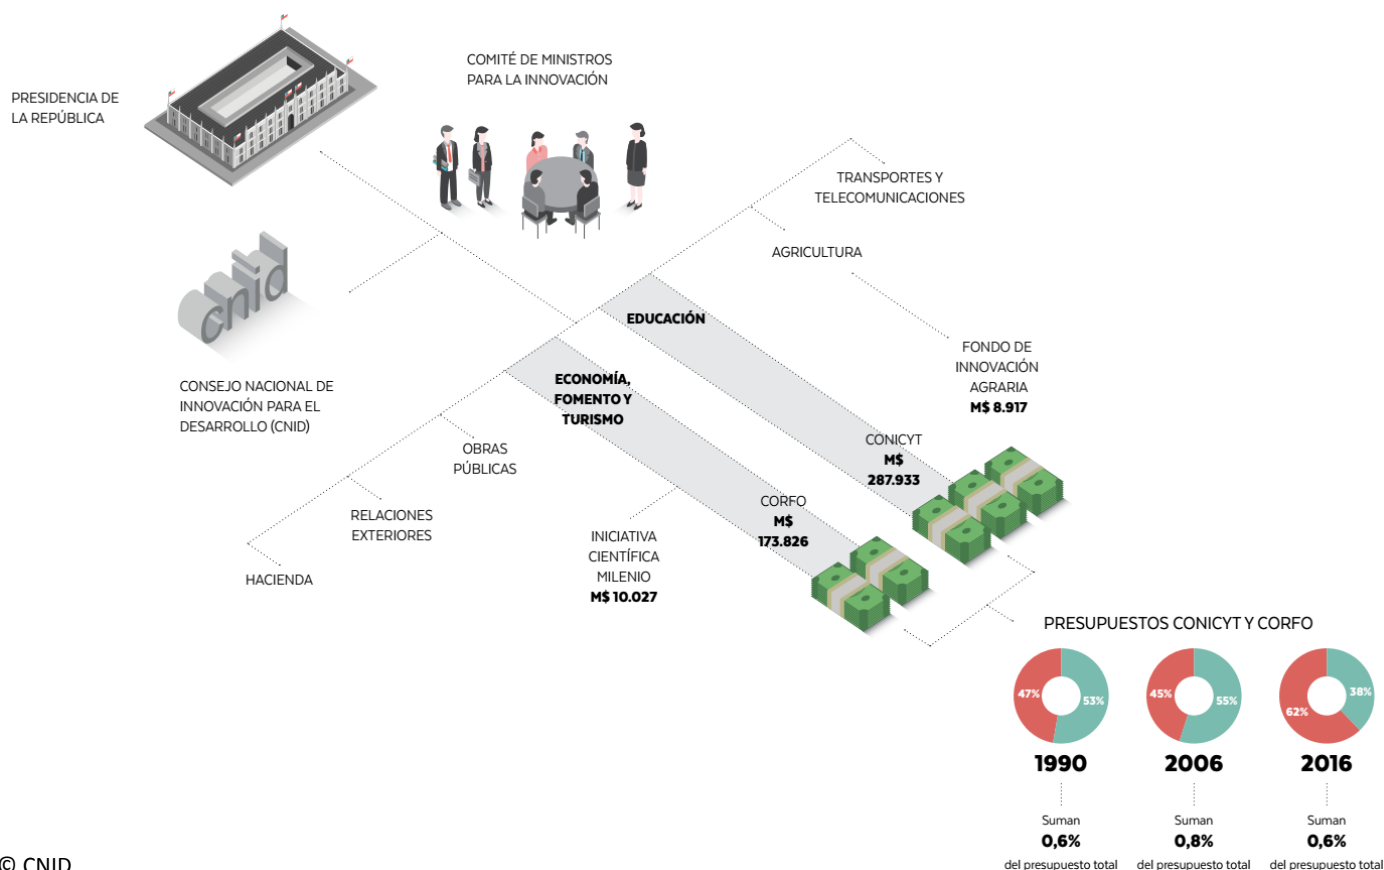 PRESIDENCIA DE
LA REPÚBLICA
COMITÉ DE MINISTROS
PARA LA INNOVACIÓN
TRANSPORTES Y
TELECOMUNICACIONES
AGRICULTURA
cnid
CONSEJO NACIONAL DE
INNOVACIÓN PARA EL
DESARROLLO (CNID)
EDUCACIÓN
FONDO DE
INNOVACIÓN
AGRARIA
M$ 8.917
ECONOMÍA,
FOMENTO Y
TURISMO
OBRAS
PÚBLICAS
CONICYT
M$
287.933
RELACIONES
EXTERIORES
CORFO
M$
173.826
HACIENDA
INICIATIVA
CIENTÍFICA
MILENIO
M$ 10.027
PRESUPUESTOS CONICYT Y CORFO
47% 53%
45% 55%
62% 38%
1990 2006 2016
Suman Suman Suman
0,6% 0,8% 0,6%
del presupuesto total del presupuesto total del presupuesto total
© CNID